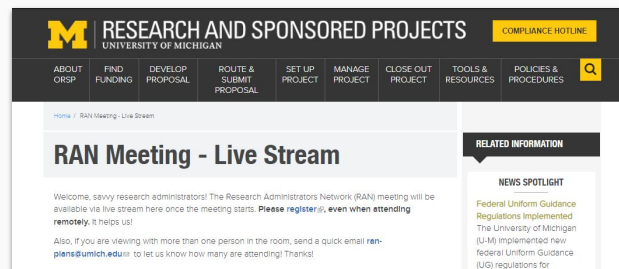 M RESEARCH AND SPONSORED PROJECTS
UNIVERSITY OF MICHIGAN
COMPLIANCE HOTLINE
ABOUT ORSP
FIND FUNDING
DEVELOP PROPOSAL
ROUTE & SUBMIT PROPOSAL
SET UP PROJECT
MANAGE PROJECT
CLOSE OUT PROJECT
TOOLS & RESOURCES
POLICIES & PROCEDURES
Home / RAN Meeting - Live Stream
RAN Meeting - Live Stream
Welcome, savvy research administrators! The Research Administrators Network (RAN) meeting will be
available via live stream here once the meeting starts. Please register, even when attending
remotely. It helps us!
Also, if you are viewing with more than one person in the room, send a quick email ran-
plans@umich.edu to let us know how many are attending! Thanks!
RELATED INFORMATION
NEWS SPOTLIGHT
Federal Uniform Guidance
Regulations Implemented
The University of Michigan
(U-M) implemented new
federal Uniform Guidance
(UG) regulations for